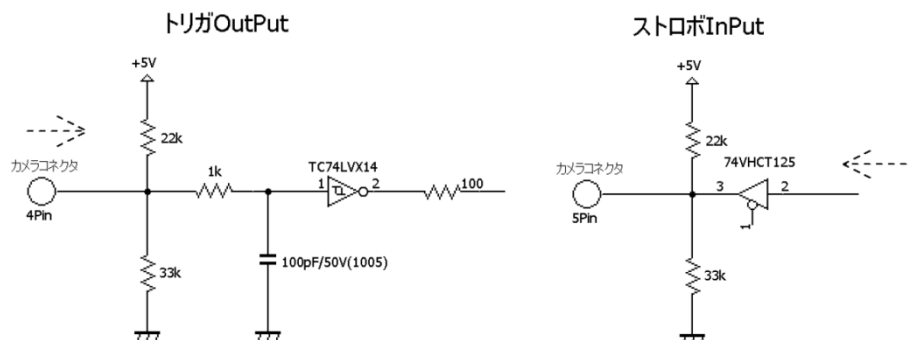 トリガOutPut
+5V
22k
カメラコネクタ
4Pin
1k
TC74LVX14
1
2
100
100pF/50V(1005)
33k
ストロボInPut
+5V
22k
カメラコネクタ
5Pin
74VHCT125
3
2
1
33k